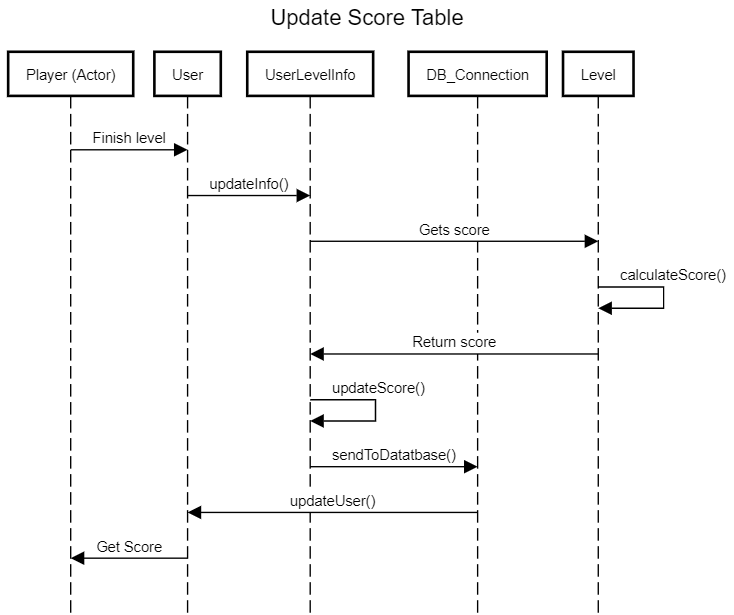 Update Score Table
Player (Actor)
User
UserLevelInfo
DB_Connection
Level
Finish level
updateInfo()
Gets score
calculateScore()
Return score
updateScore()
sendToDatatbase()
updateUser()
Get Score